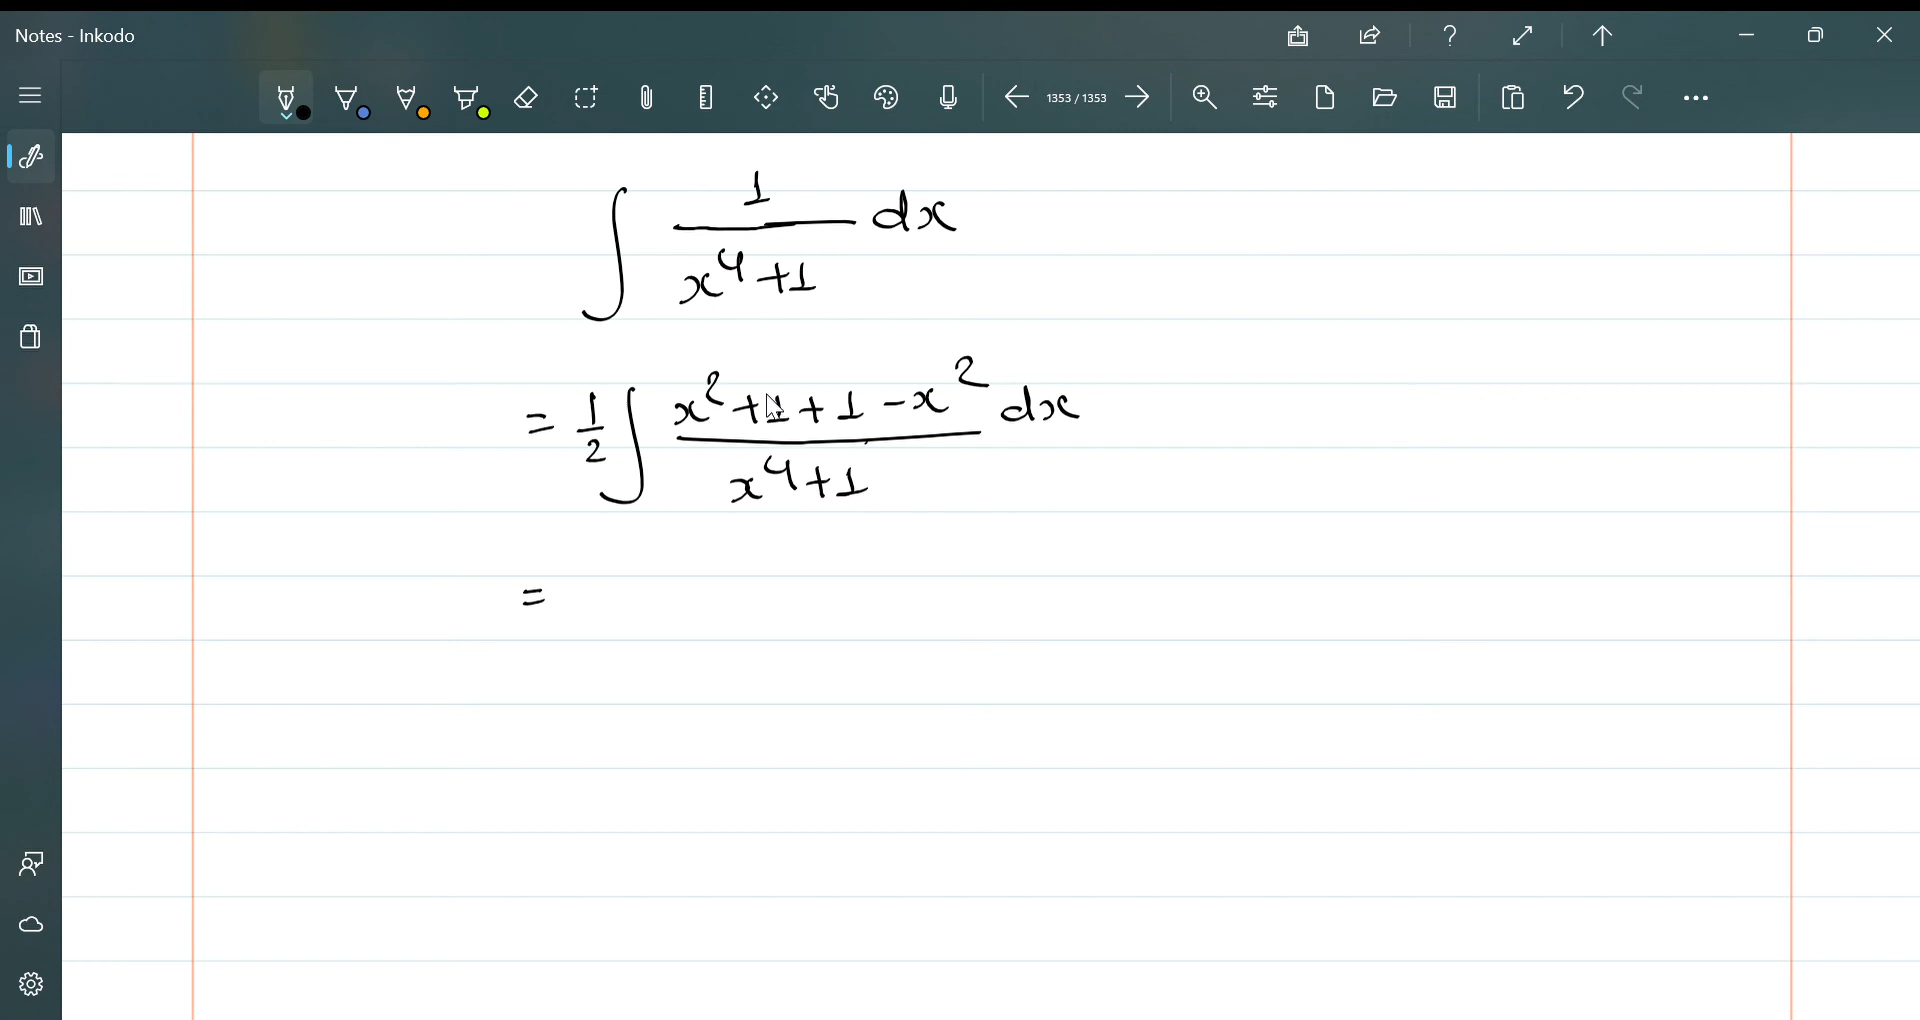 Notes - Inkodo
1353 / 1353
∫ 1/(x⁴+1) dx
= 1/2 ∫ (x²+1+1-x²)/(x⁴+1) dx
=